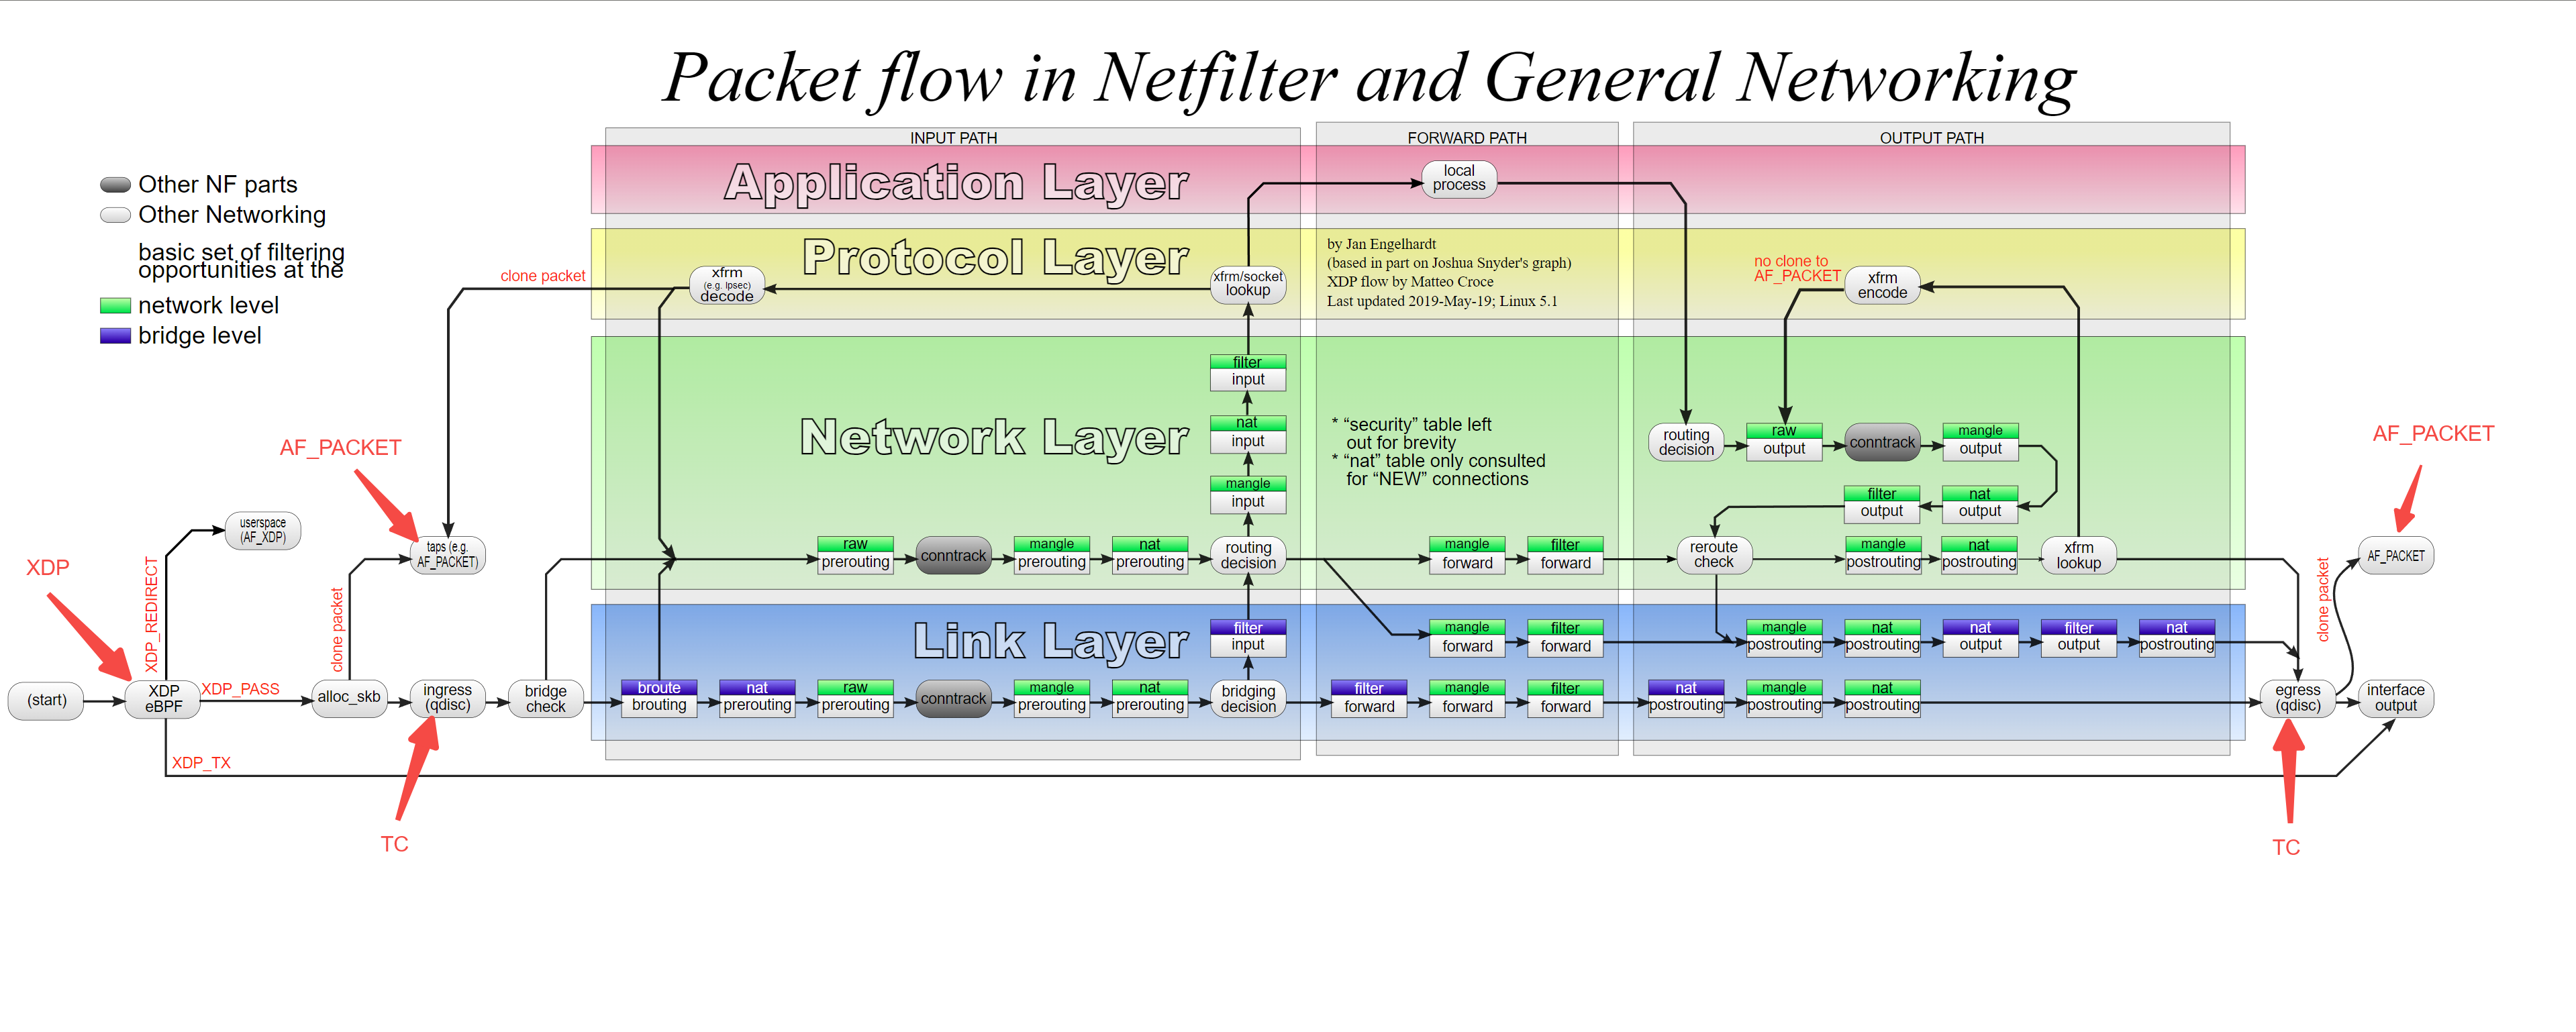 Packet flow in Netfilter and General Networking
INPUT PATH
FORWARD PATH
OUTPUT PATH
Other NF parts
Other Networking
basic set of filtering
opportunities at the
network level
bridge level
Application Layer
local
process
Protocol Layer
clone packet
xfrm
(e.g. Ipsec)
decode
xfrm/socket
lookup
by Jan Engelhardt
(based in part on Joshua Snyder's graph)
XDP flow by Matteo Croce
Last updated 2019-May-19; Linux 5.1
no clone to
AF_PACKET
xfrm
encode
Network Layer
filter
input
nat
input
mangle
input
* “security” table left
out for brevity
* “nat” table only consulted
for “NEW” connections
routing
decision
raw
output
conntrack
mangle
output
filter
output
nat
output
AF_PACKET
AF_PACKET
userspace
(AF_XDP)
taps (e.g.
AF_PACKET)
raw
prerouting
conntrack
mangle
prerouting
nat
prerouting
routing
decision
mangle
forward
filter
forward
reroute
check
mangle
postrouting
nat
postrouting
xfrm
lookup
AF_PACKET
XDP
XDP_REDIRECT
clone packet
clone packet
Link Layer
filter
input
mangle
forward
filter
forward
mangle
postrouting
nat
postrouting
nat
output
filter
output
nat
postrouting
(start)
XDP
eBPF
XDP_PASS
alloc_skb
ingress
(qdisc)
bridge
check
broute
brouting
nat
prerouting
raw
prerouting
conntrack
mangle
prerouting
nat
prerouting
bridging
decision
filter
forward
mangle
forward
filter
forward
nat
postrouting
mangle
postrouting
nat
postrouting
egress
(qdisc)
interface
output
XDP_TX
TC
TC